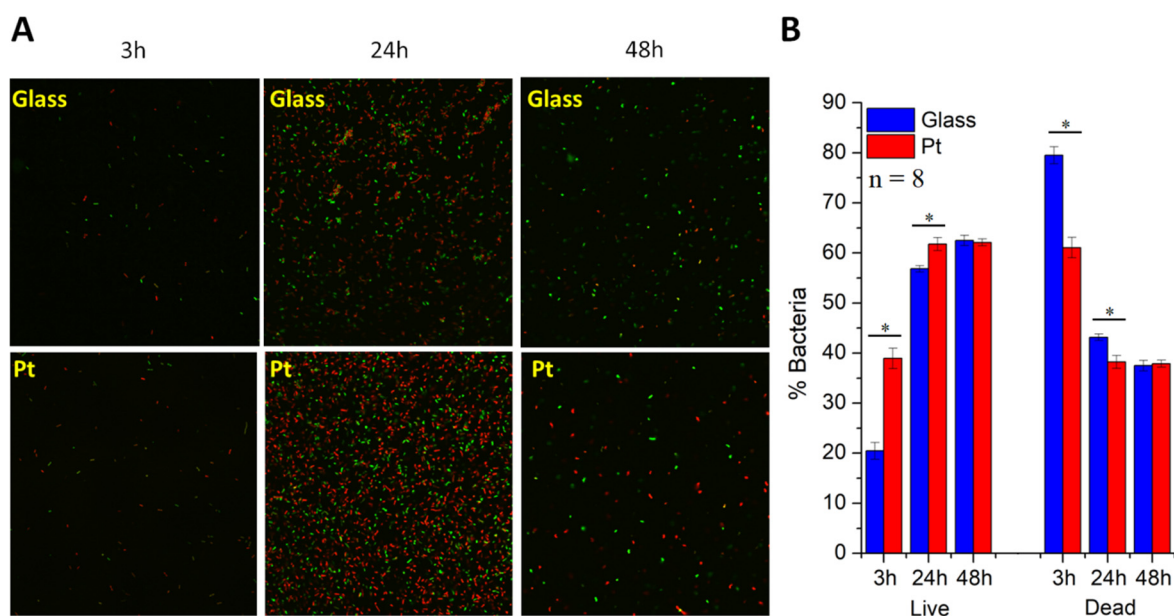 A
3h
24h
48h
Glass
Glass
Glass
Pt
Pt
Pt
B
% Bacteria
90
80
70
60
50
40
30
20
10
0
Glass
Pt
n = 8
*
*
*
*
3h 24h 48h
3h 24h 48h
Live
Dead